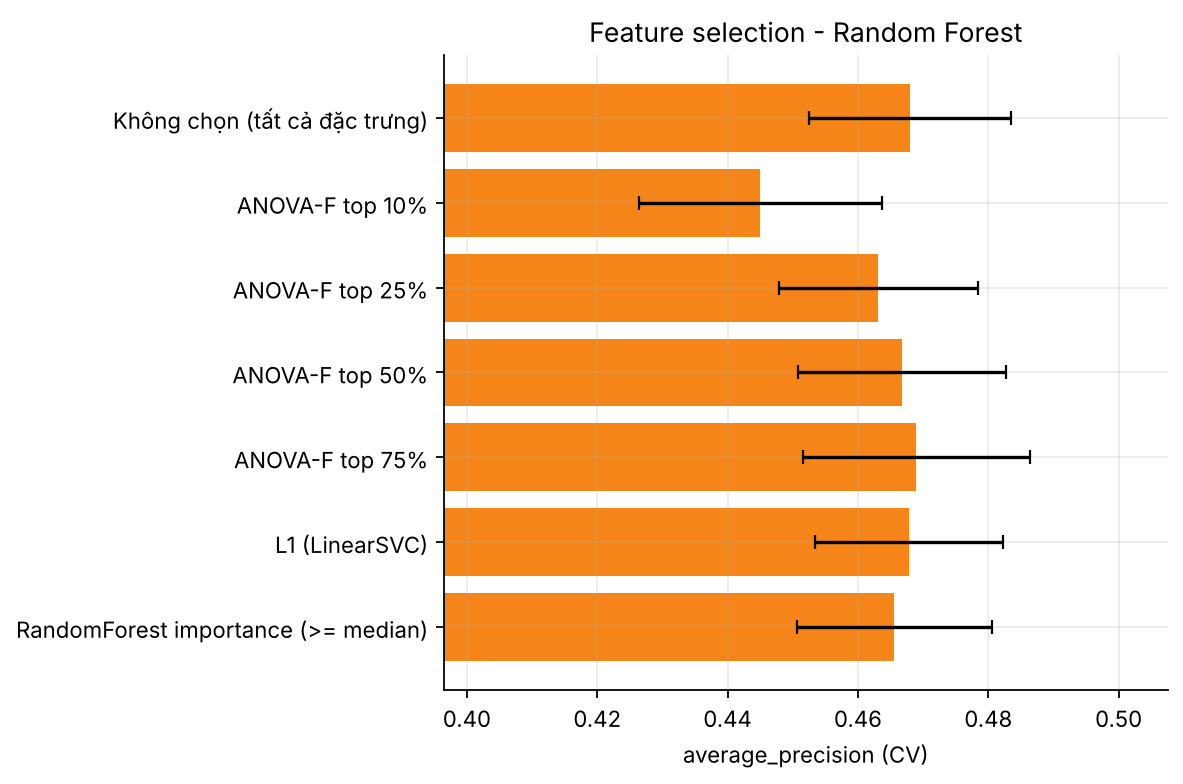 Feature selection - Random Forest
Không chọn (tất cả đặc trưng)
ANOVA-F top 10%
ANOVA-F top 25%
ANOVA-F top 50%
ANOVA-F top 75%
L1 (LinearSVC)
RandomForest importance (>= median)
0.40 0.42 0.44 0.46 0.48 0.50
average_precision (CV)